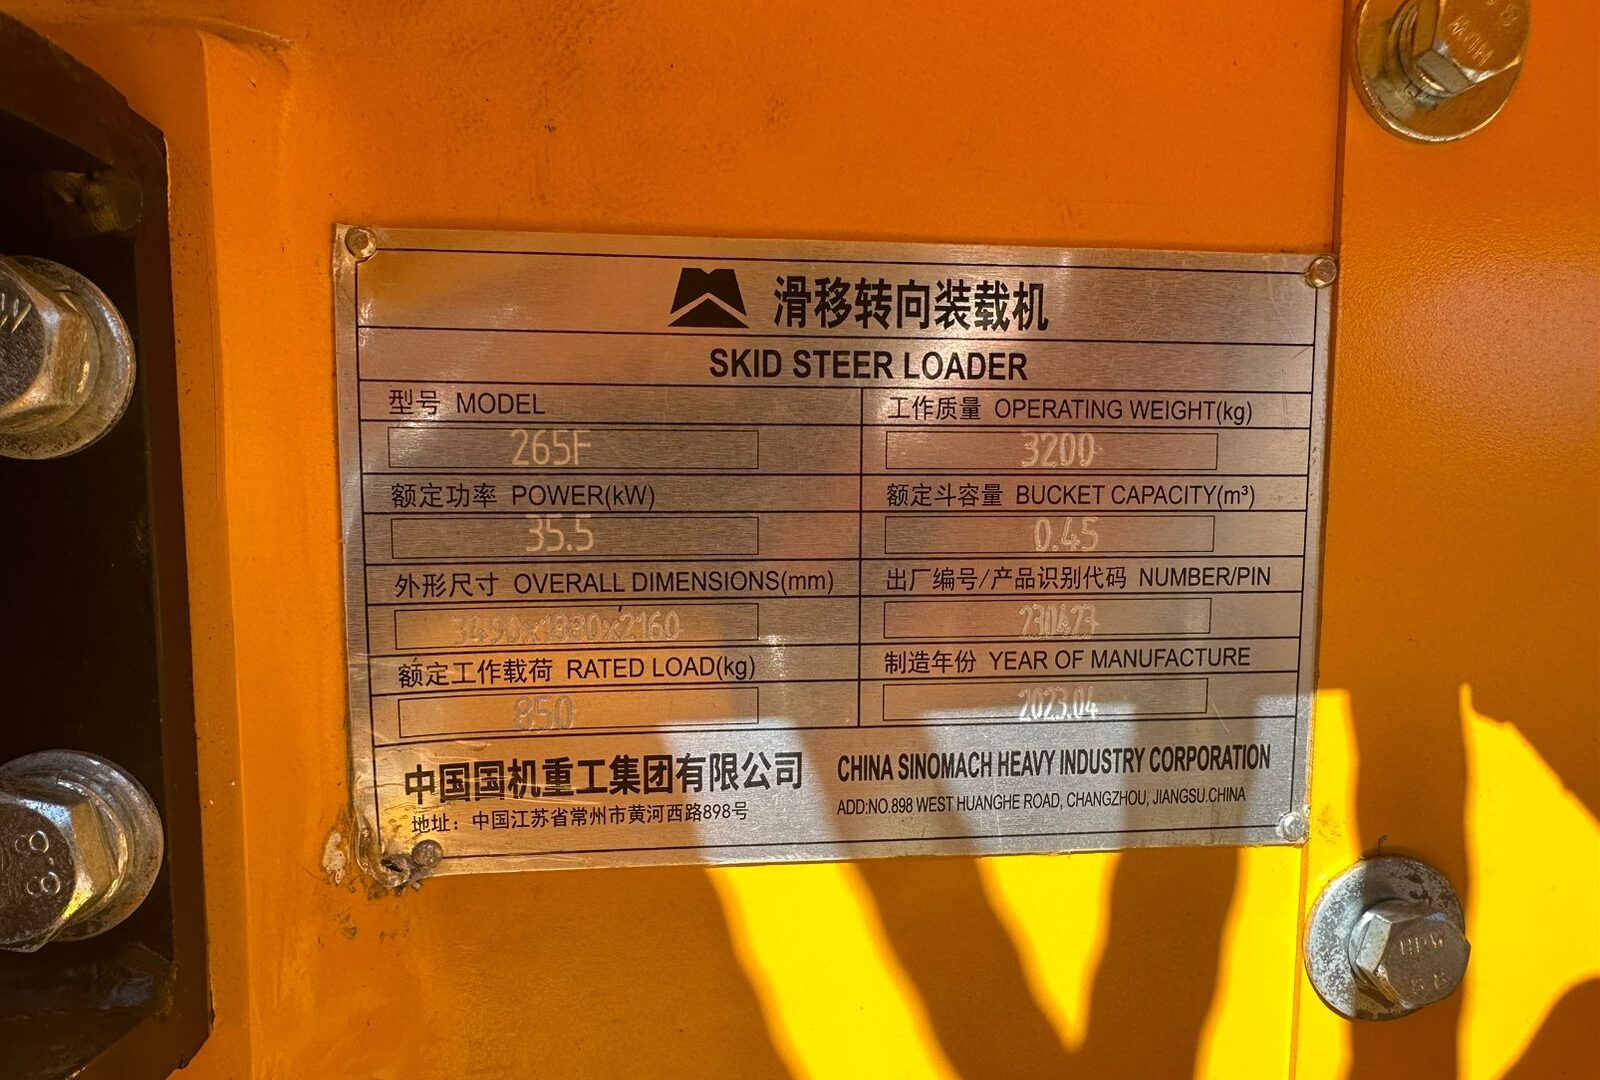 滑移转向装载机
SKID STEER LOADER
型号 MODEL
265F
工作质量 OPERATING WEIGHT(kg)
3200
额定功率 POWER(kW)
35.5
额定斗容量 BUCKET CAPACITY(m³)
0.45
外形尺寸 OVERALL DIMENSIONS(mm)
3490x1880x2160
出厂编号/产品识别代码 NUMBER/PIN
230423
额定工作载荷 RATED LOAD(kg)
850
制造年份 YEAR OF MANUFACTURE
2023.04
中国国机重工集团有限公司
地址：中国江苏省常州市黄河西路898号
CHINA SINOMACH HEAVY INDUSTRY CORPORATION
ADD:NO.898 WEST HUANGHE ROAD, CHANGZHOU, JIANGSU.CHINA
8.8